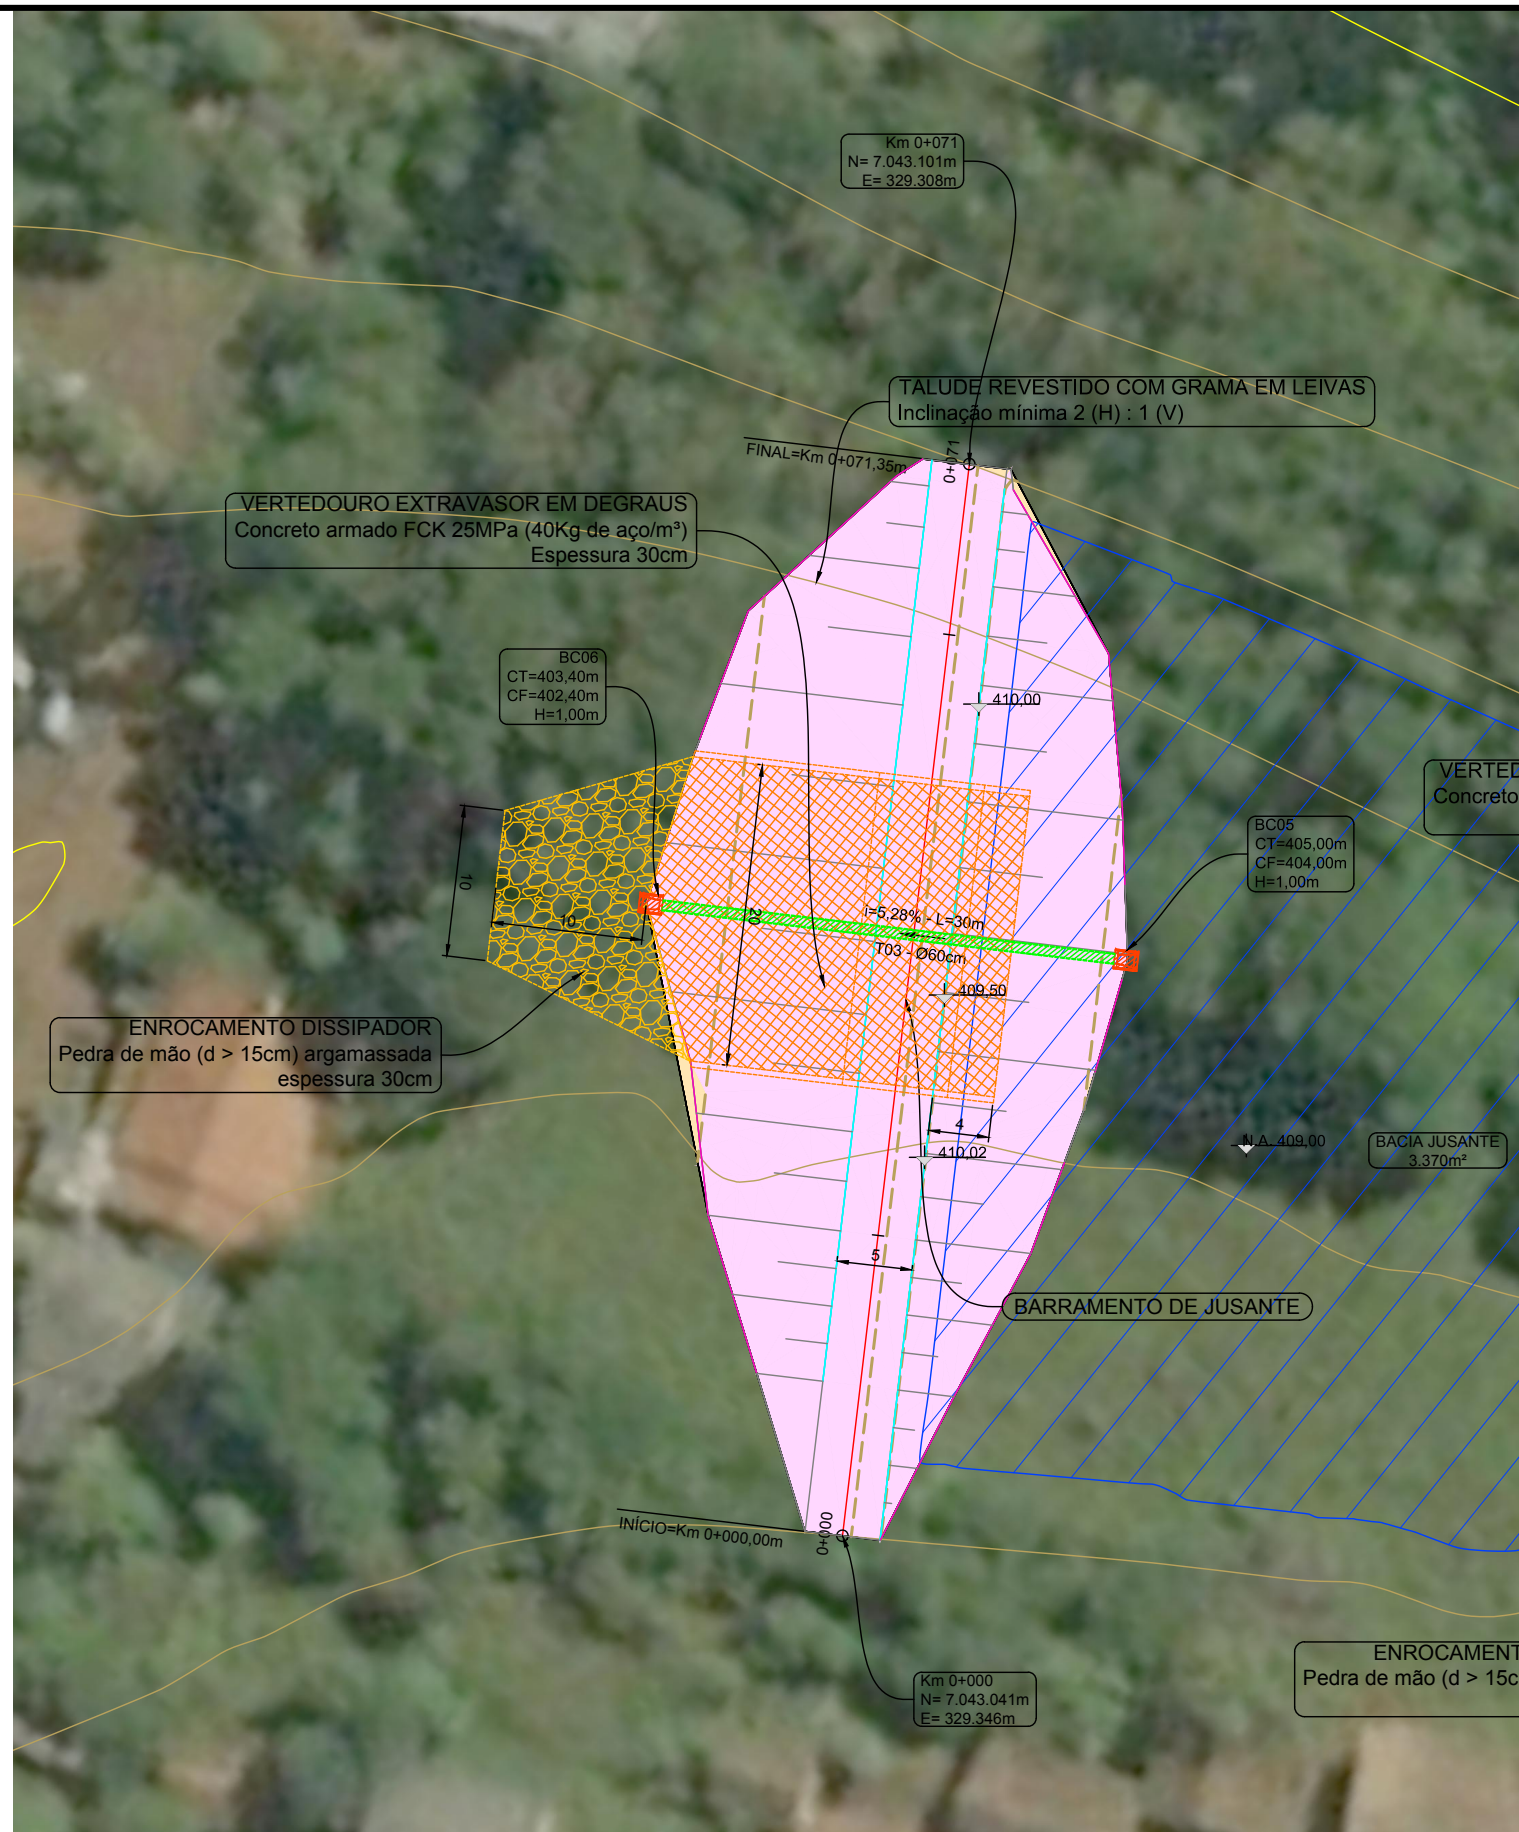 Km 0+071
N= 7.043.101m
E= 329.308m
TALUDE REVESTIDO COM GRAMA EM LEIVAS
Inclinação mínima 2 (H) : 1 (V)
FINAL=Km 0+071,35m
0+071
VERTEDOURO EXTRAVASOR EM DEGRAUS
Concreto armado FCK 25MPa (40Kg de aço/m³)
Espessura 30cm
BC06
CT=403,40m
CF=402,40m
H=1,00m
410,00
VERTED
Concreto
BC05
CT=405,00m
CF=404,00m
H=1,00m
10
10
20
i=5,28% - L=30m
T03 - Ø60cm
409,50
ENROCAMENTO DISSIPADOR
Pedra de mão (d > 15cm) argamassada
espessura 30cm
4
410,02
N.A. 409,00
BACIA JUSANTE
3.370m²
5
BARRAMENTO DE JUSANTE
INÍCIO=Km 0+000,00m
0+000
Km 0+000
N= 7.043.041m
E= 329.346m
ENROCAMENT
Pedra de mão (d > 15c